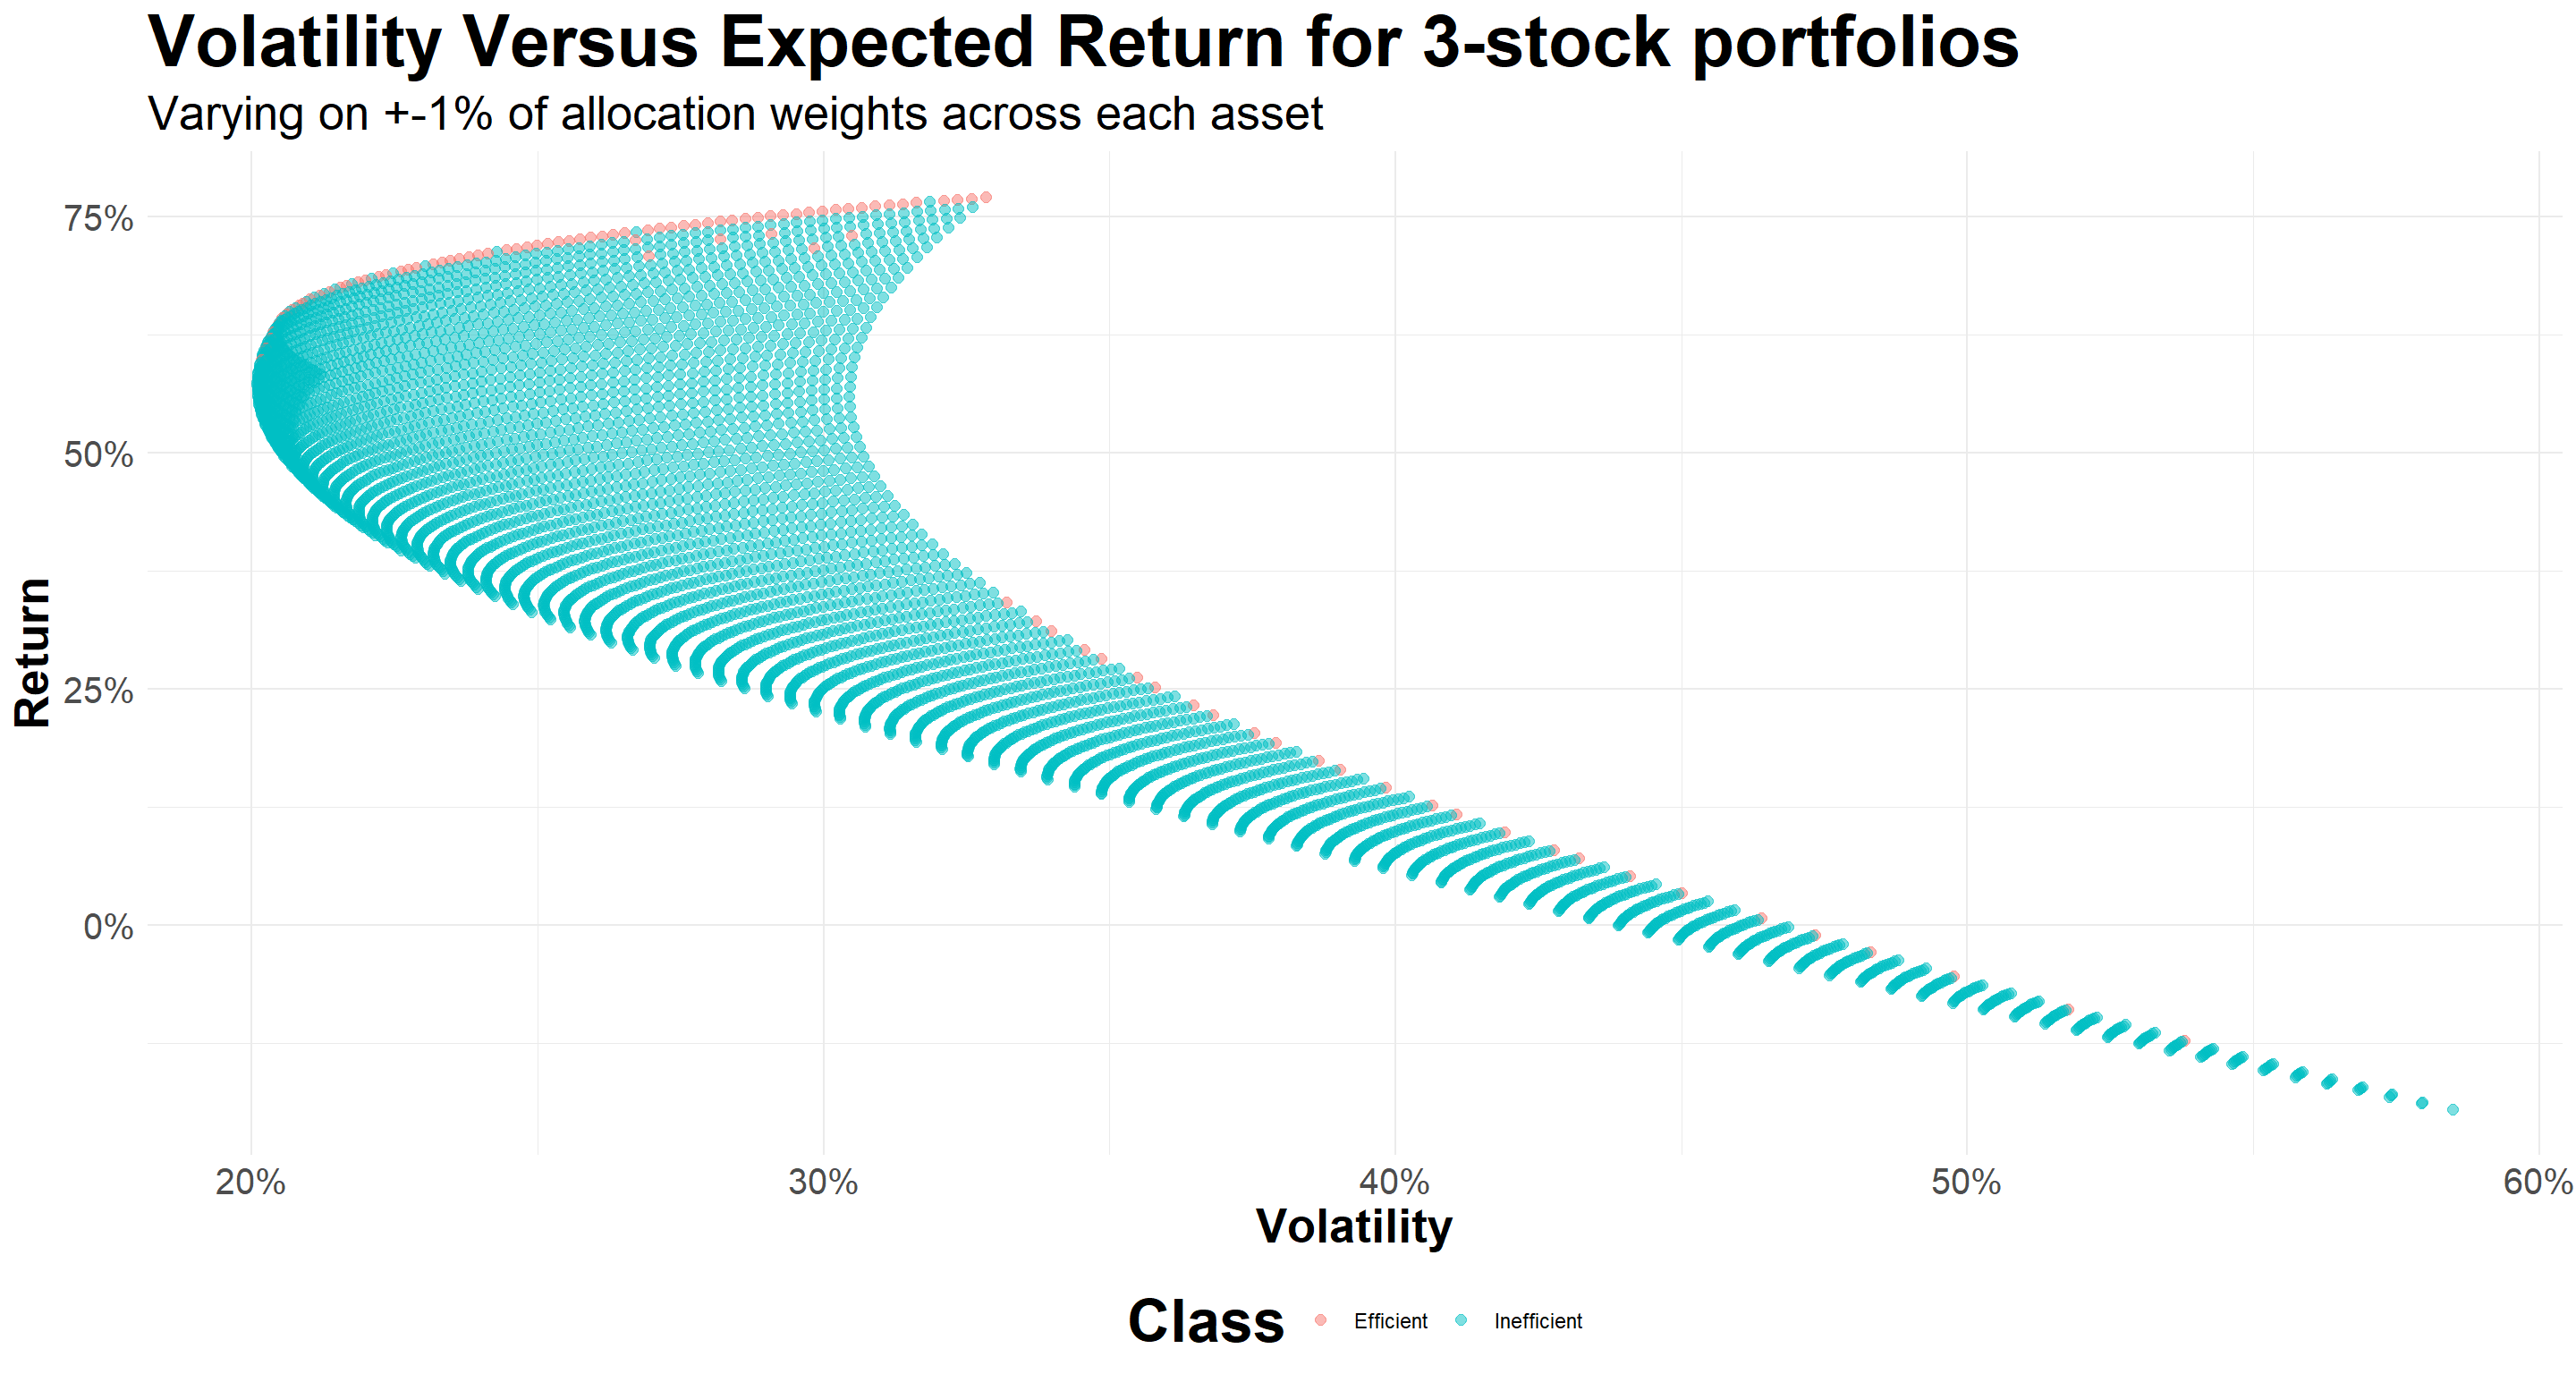 Volatility Versus Expected Return for 3-stock portfolios
Varying on +-1% of allocation weights across each asset
75%
50%
25%
0%
Return
20%
30%
40%
50%
60%
Volatility
Class
Efficient
Inefficient